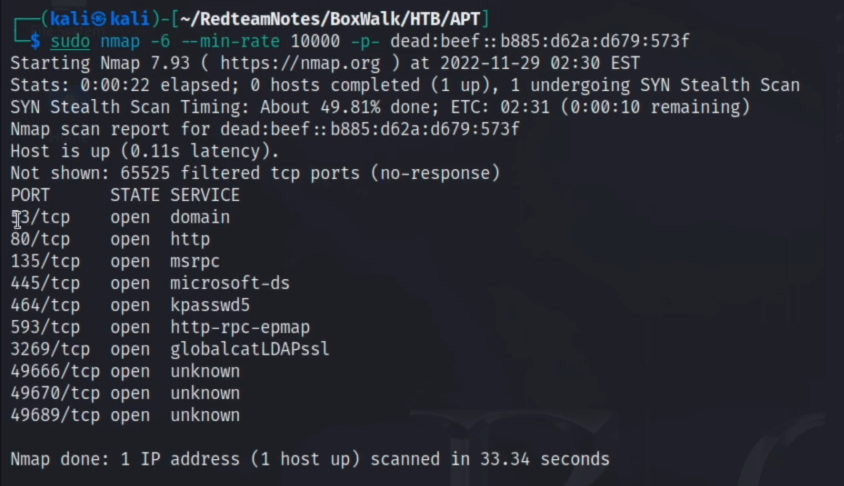 ┌──(kali㉿kali)-[~/RedteamNotes/BoxWalk/HTB/APT]
└─$ sudo nmap -6 --min-rate 10000 -p- dead:beef::b885:d62a:d679:573f
Starting Nmap 7.93 ( https://nmap.org ) at 2022-11-29 02:30 EST
Stats: 0:00:22 elapsed; 0 hosts completed (1 up), 1 undergoing SYN Stealth Scan
SYN Stealth Scan Timing: About 49.81% done; ETC: 02:31 (0:00:10 remaining)
Nmap scan report for dead:beef::b885:d62a:d679:573f
Host is up (0.11s latency).
Not shown: 65525 filtered tcp ports (no-response)
PORT      STATE SERVICE
53/tcp    open  domain
80/tcp    open  http
135/tcp   open  msrpc
445/tcp   open  microsoft-ds
464/tcp   open  kpasswd5
593/tcp   open  http-rpc-epmap
3269/tcp  open  globalcatLDAPssl
49666/tcp open  unknown
49670/tcp open  unknown
49689/tcp open  unknown
Nmap done: 1 IP address (1 host up) scanned in 33.34 seconds